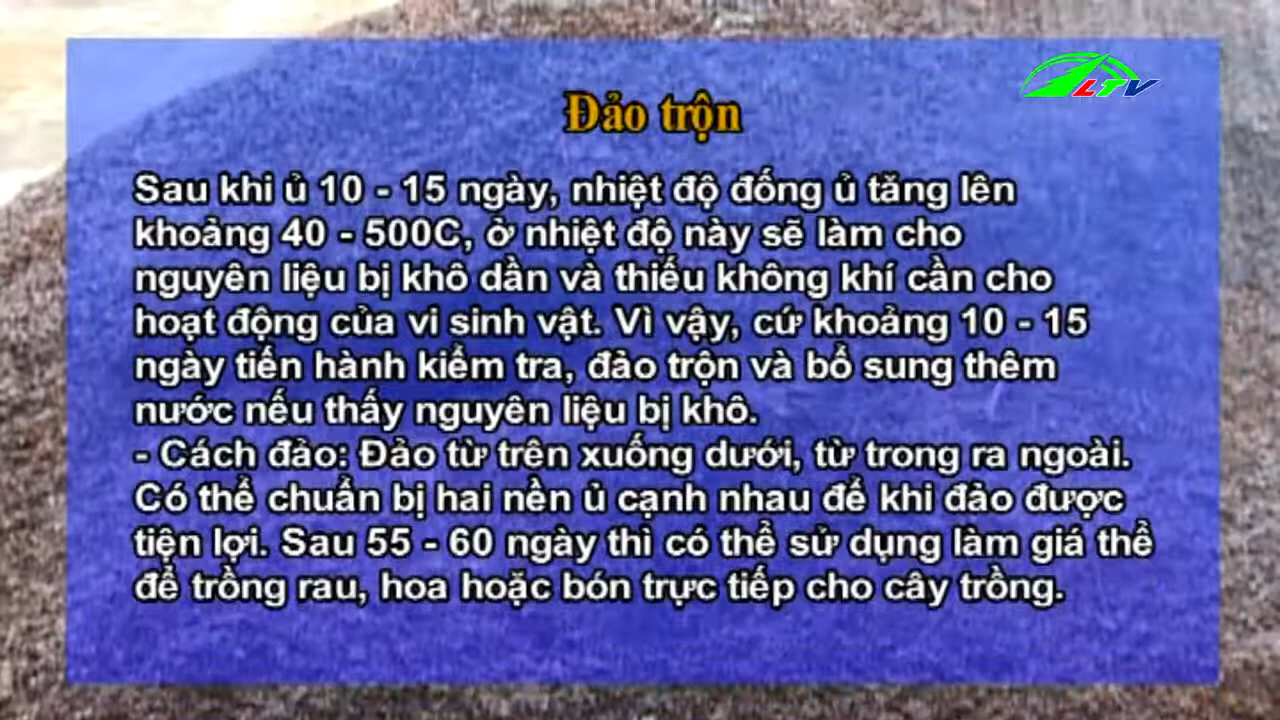 LTV
Đảo trộn
Sau khi ủ 10 - 15 ngày, nhiệt độ đống ủ tăng lên
khoảng 40 - 500C, ở nhiệt độ này sẽ làm cho
nguyên liệu bị khô dần và thiếu không khí cần cho
hoạt động của vi sinh vật. Vì vậy, cứ khoảng 10 - 15
ngày tiến hành kiểm tra, đảo trộn và bổ sung thêm
nước nếu thấy nguyên liệu bị khô.
- Cách đảo: Đảo từ trên xuống dưới, từ trong ra ngoài.
Có thể chuẩn bị hai nền ủ cạnh nhau để khi đảo được
tiện lợi. Sau 55 - 60 ngày thì có thể sử dụng làm giá thể
để trồng rau, hoa hoặc bón trực tiếp cho cây trồng.